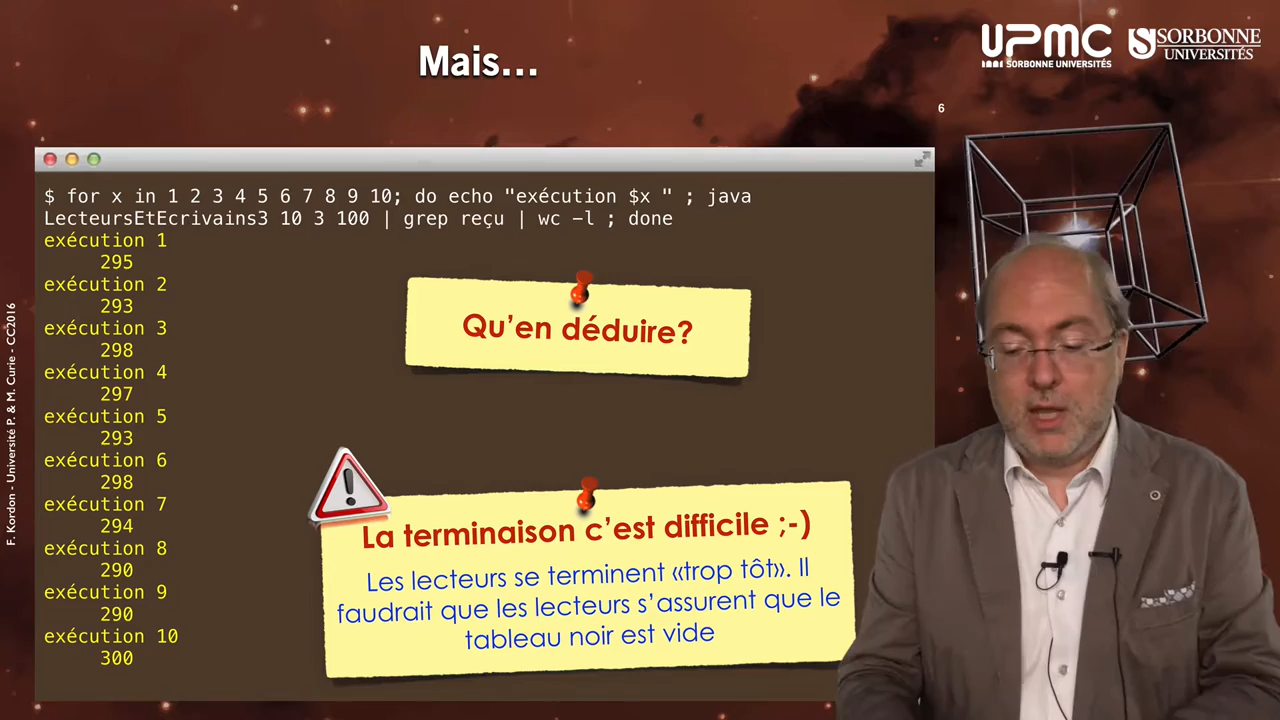 Mais...
UPMC
SORBONNE UNIVERSITÉS
SORBONNE
UNIVERSITÉS
6
$ for x in 1 2 3 4 5 6 7 8 9 10; do echo "exécution $x " ; java
LecteursEtEcrivains3 10 3 100 | grep reçu | wc -l ; done
exécution 1
295
exécution 2
293
exécution 3
298
exécution 4
297
exécution 5
293
exécution 6
298
exécution 7
294
exécution 8
290
exécution 9
290
exécution 10
300
Qu'en déduire?
La terminaison c'est difficile ;-)
Les lecteurs se terminent «trop tôt». Il
faudrait que les lecteurs s'assurent que le
tableau noir est vide
F. Kordon - Université P. & M. Curie - CC2016